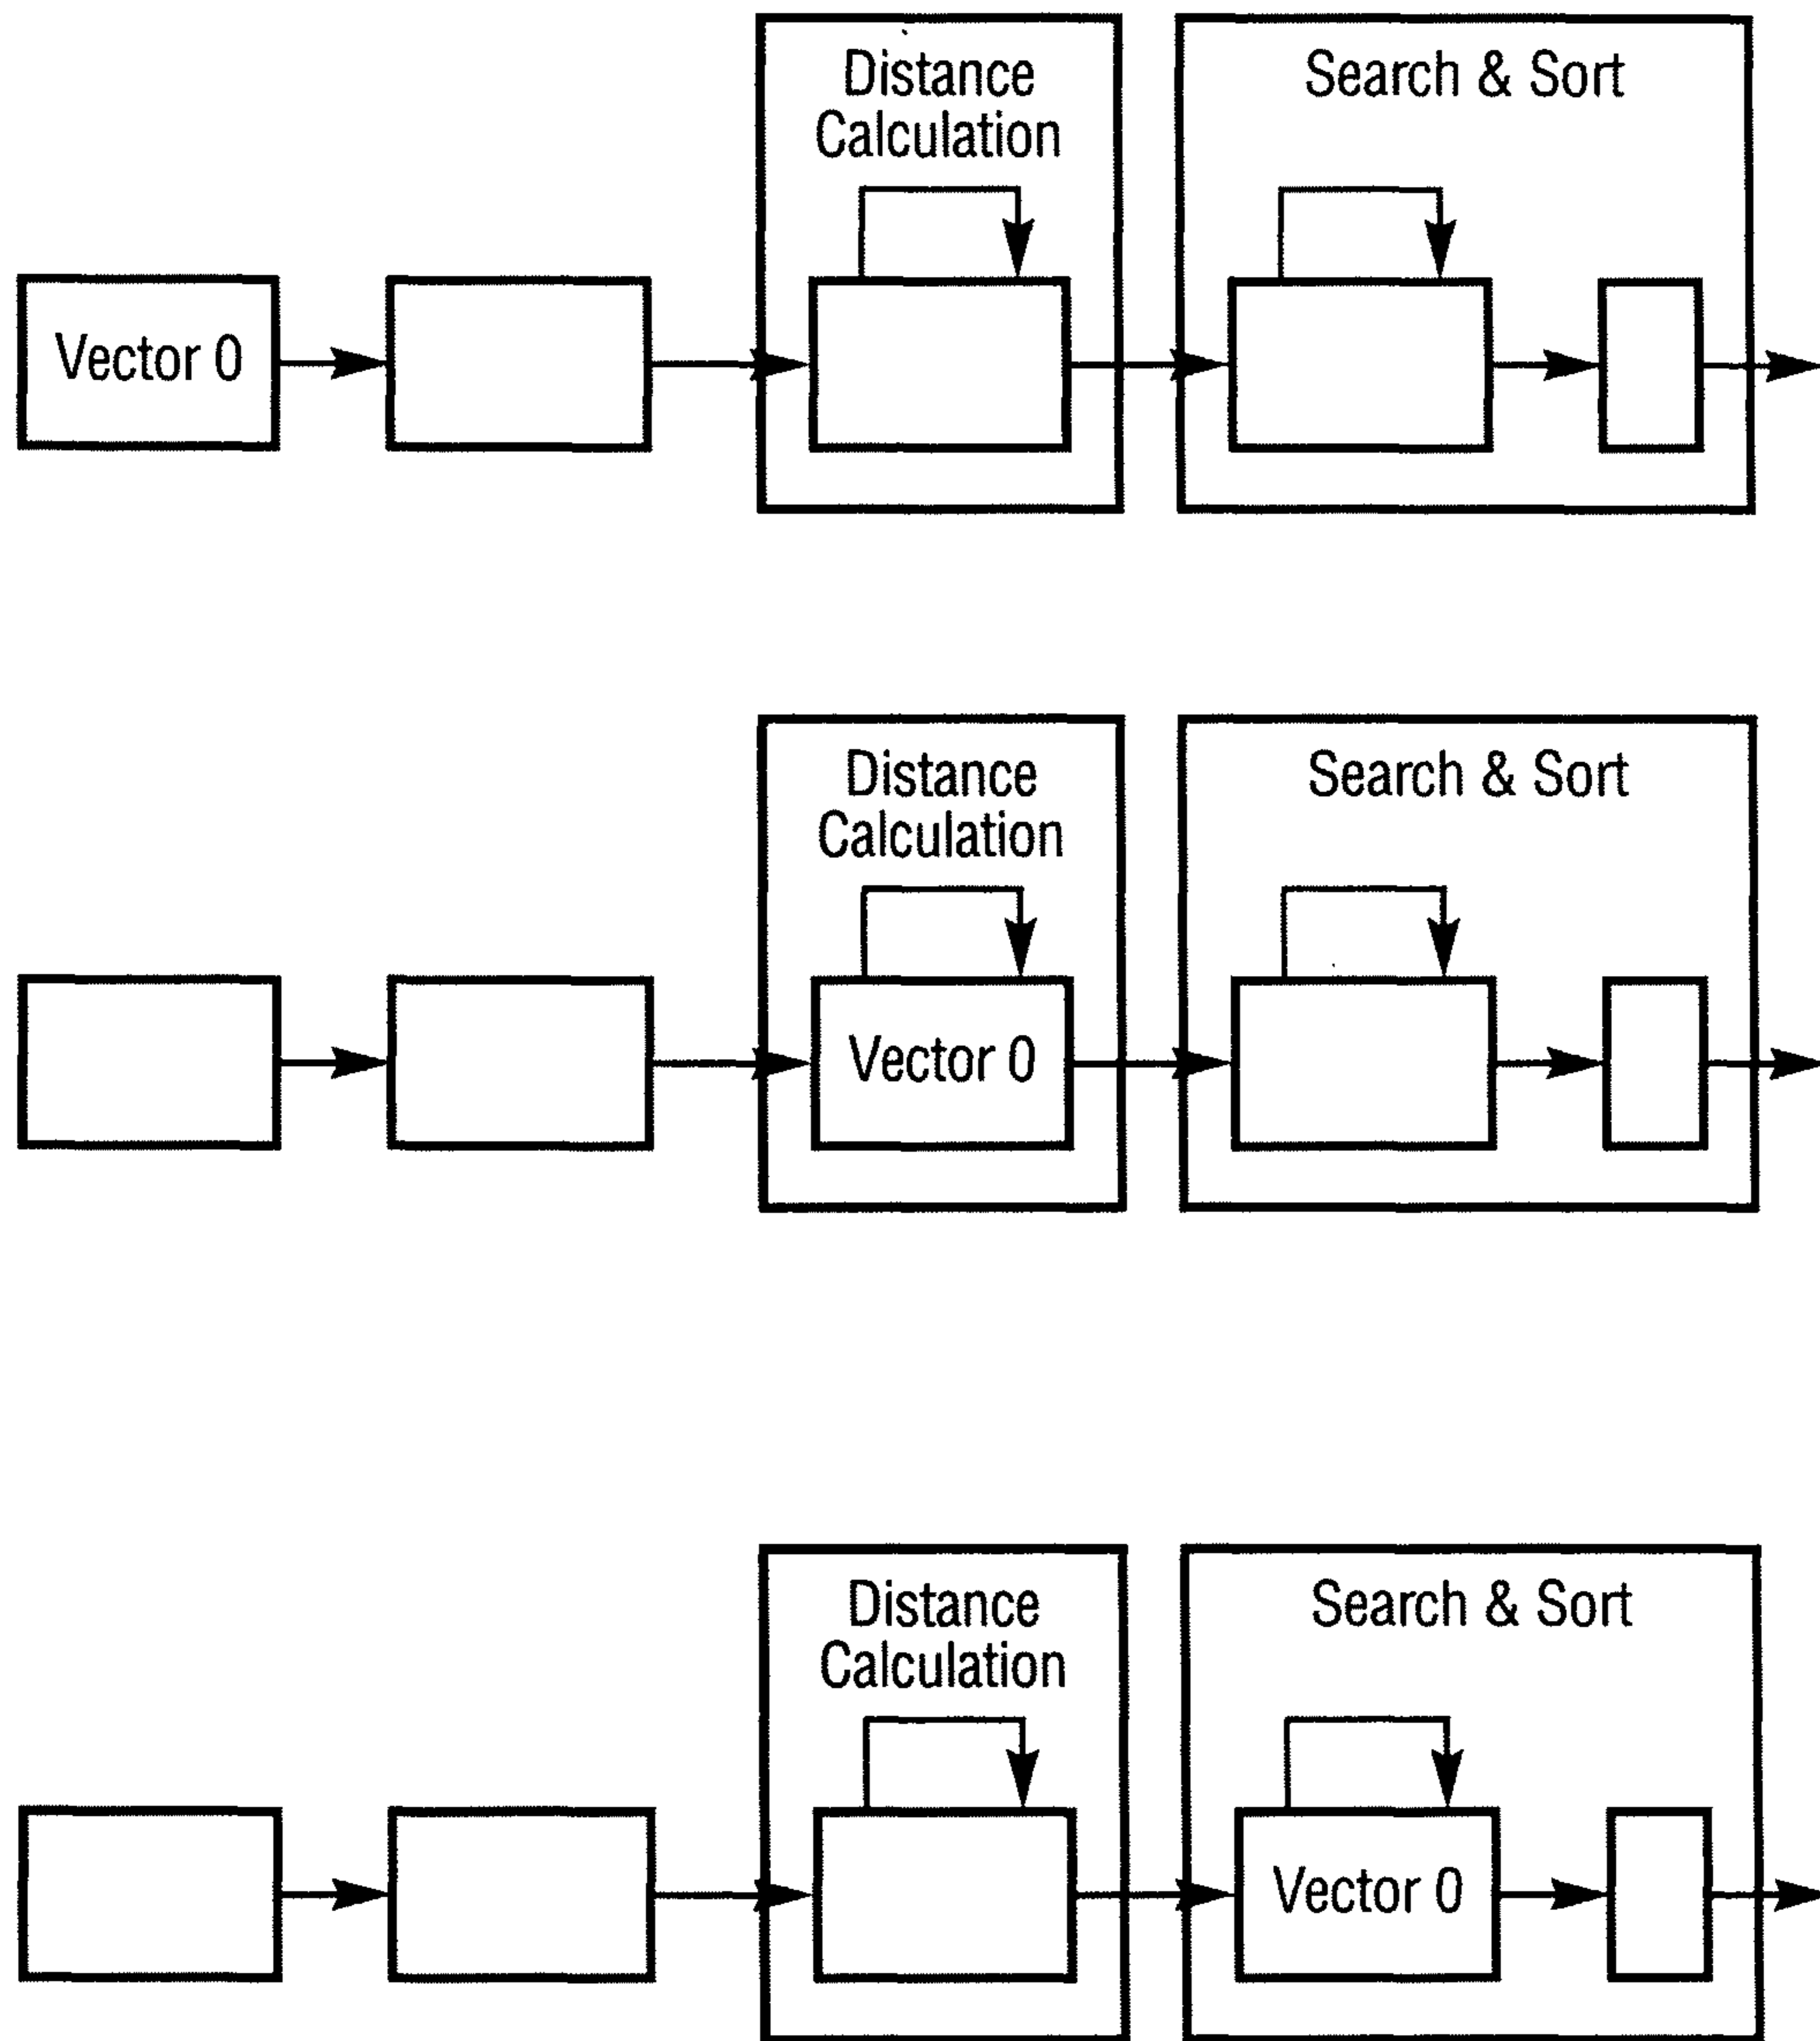 Distance
Calculation
Search & Sort
Vector 0
Distance
Calculation
Search & Sort
Vector 0
Distance
Calculation
Search & Sort
Vector 0